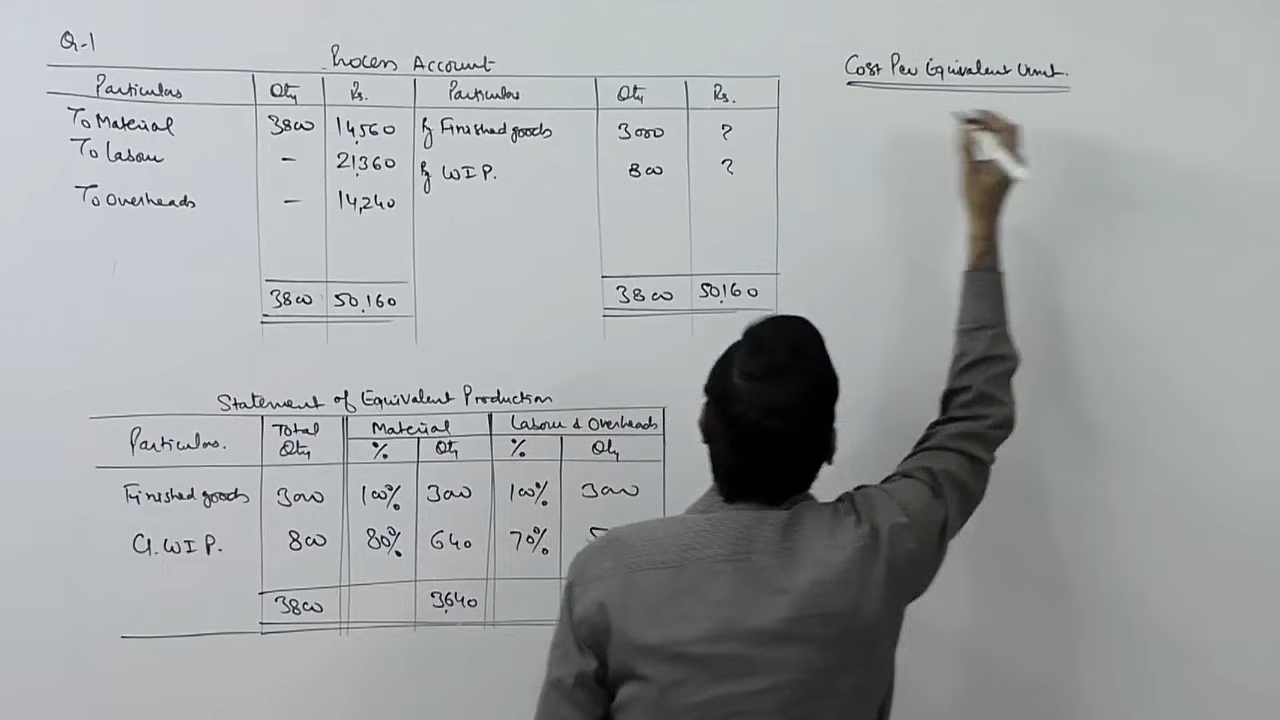 Q-1
Process Account
Particulars Qty Rs. Particulars Qty Rs.
To Material 3800 14,560 By Finished goods 3000 ?
To Labour - 21,360 By W.I.P. 800 ?
To Overheads - 14,240
3800 50,160 3800 50,160
Statement of Equivalent Production
Particulars. Total Qty Material Labour & Overheads
% Qty % Qty
Finished goods 3000 100% 3000 100% 3000
Cl. W.I.P. 800 80% 640 70%
3800 3,640
Cost Per Equivalent Unit.